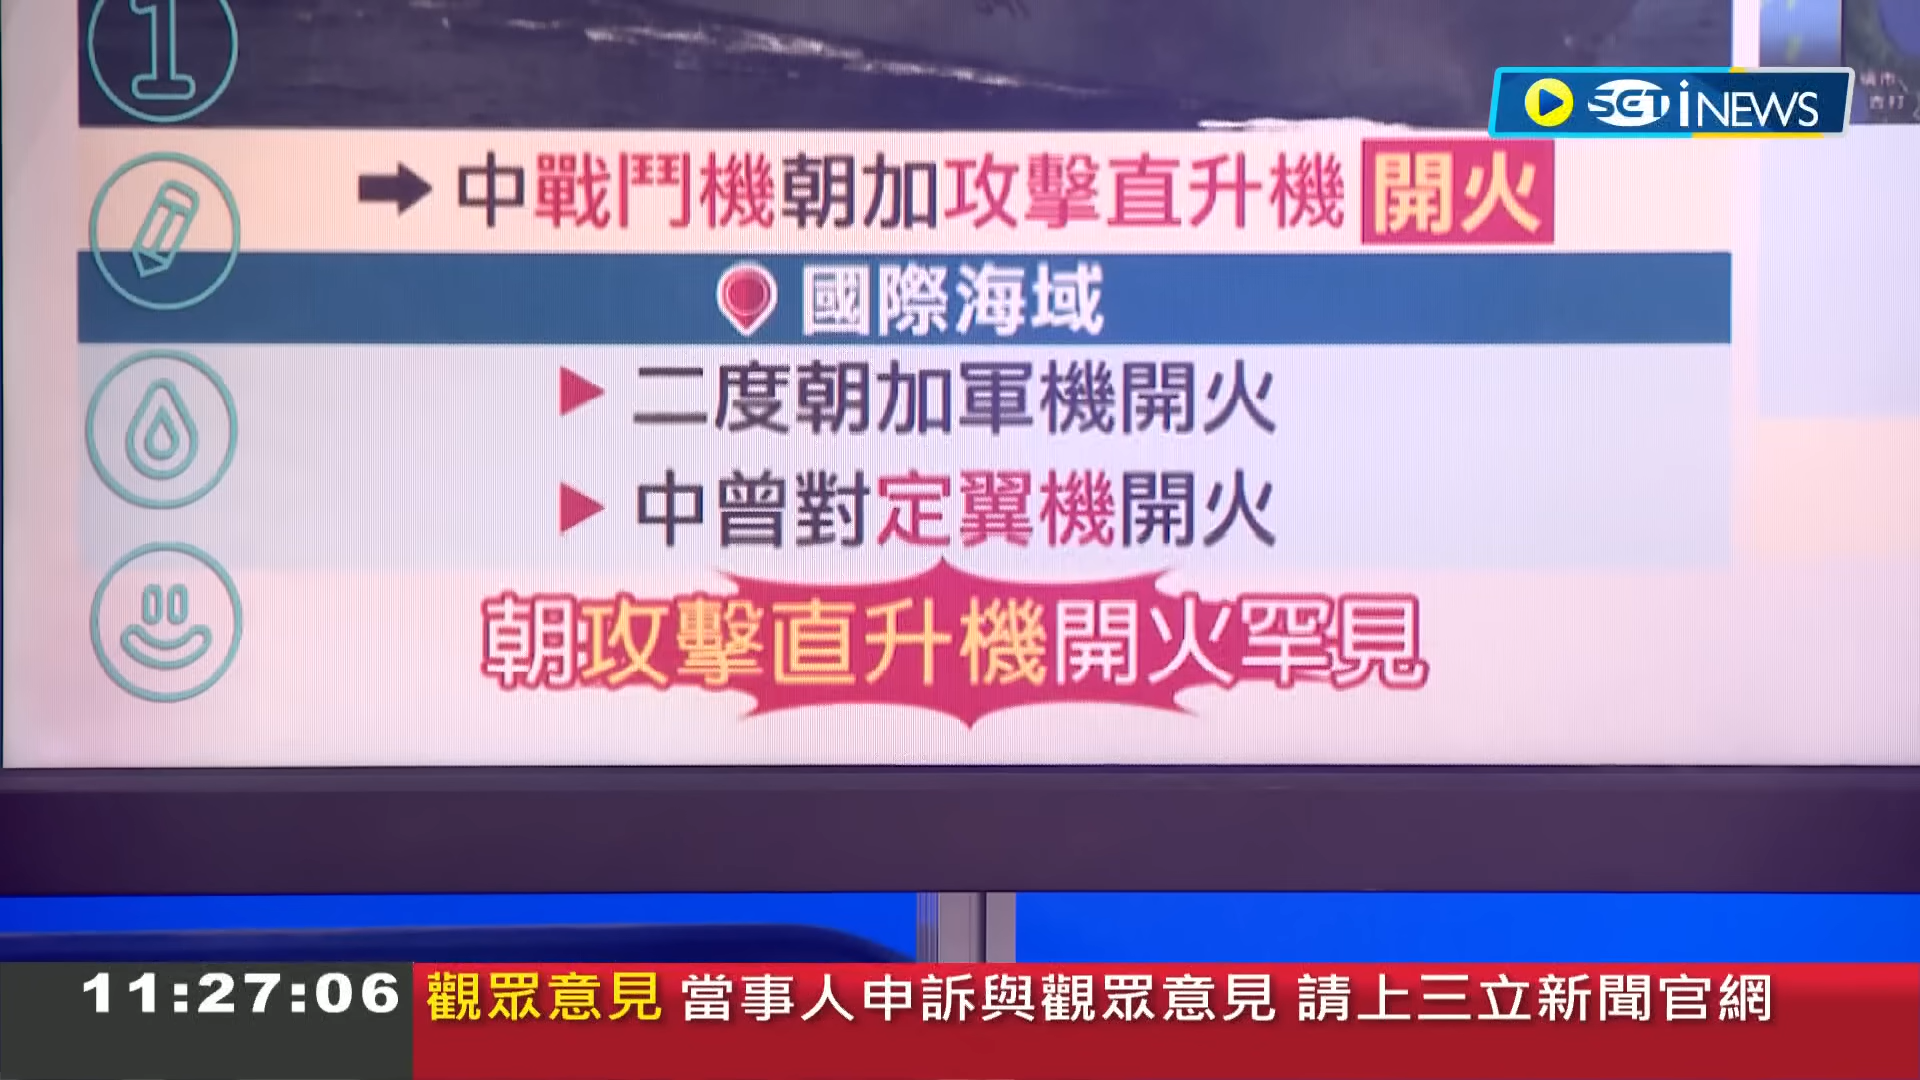 1
SETiNEWS
中戰鬥機朝加攻擊直升機開火
國際海域
二度朝加軍機開火
中曾對定翼機開火
朝攻擊直升機開火罕見
11:27:06 觀眾意見 當事人申訴與觀眾意見 請上三立新聞官網